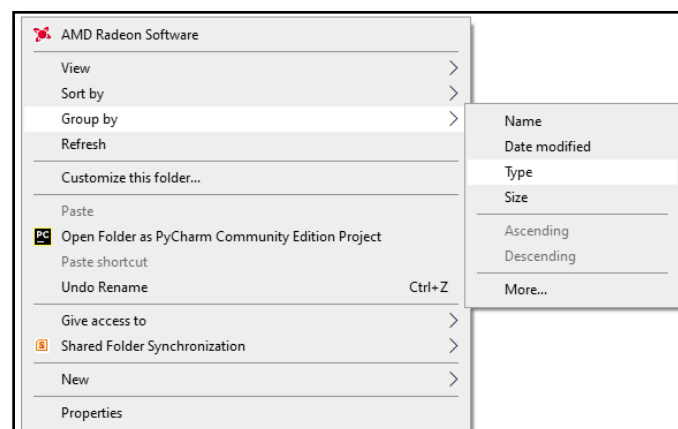 AMD Radeon Software
View
Sort by
Group by
Refresh
Customize this folder...
Paste
PC Open Folder as PyCharm Community Edition Project
Paste shortcut
Undo Rename Ctrl+Z
Give access to
S Shared Folder Synchronization
New
Properties
Name
Date modified
Type
Size
Ascending
Descending
More...